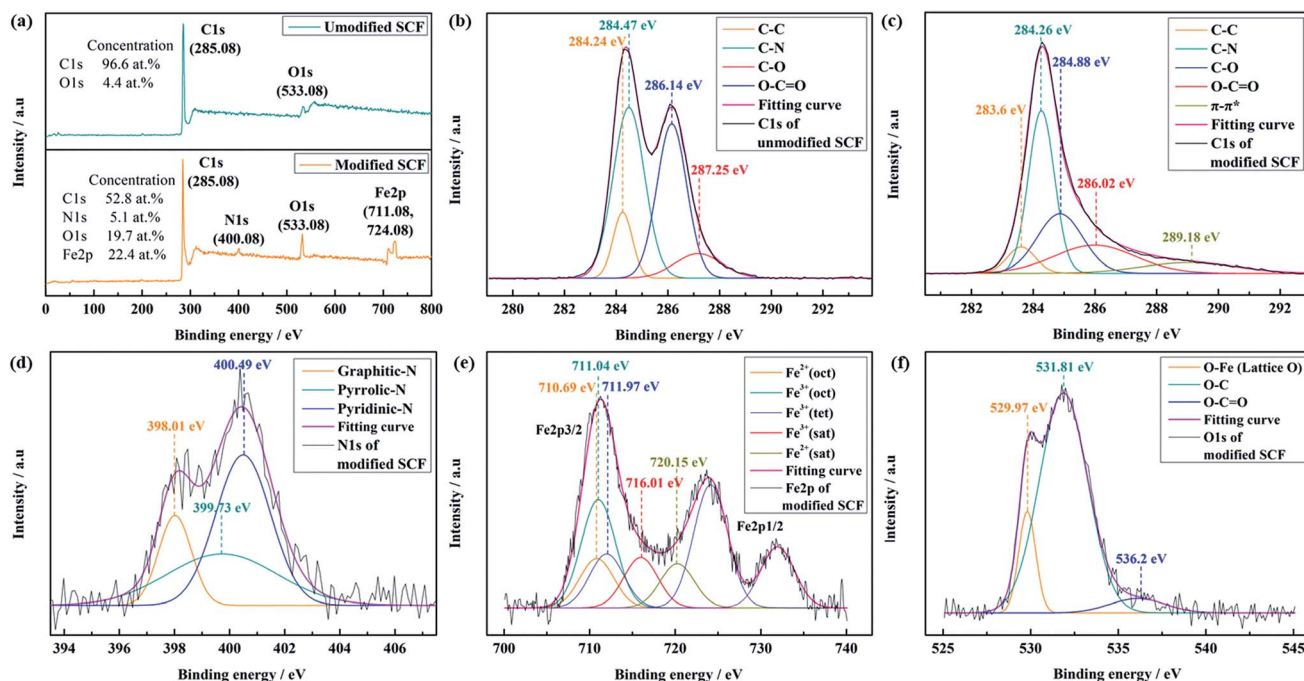 (a)
Umodified SCF
Concentration
C1s 96.6 at.%
O1s 4.4 at.%
C1s
(285.08)
O1s
(533.08)
Modified SCF
Concentration
C1s 52.8 at.%
N1s 5.1 at.%
O1s 19.7 at.%
Fe2p 22.4 at.%
C1s
(285.08)
N1s
(400.08)
O1s
(533.08)
Fe2p
(711.08,
724.08)
Intensity / a.u
0 100 200 300 400 500 600 700 800
Binding energy / eV
(b)
284.47 eV
284.24 eV
286.14 eV
287.25 eV
C-C
C-N
C-O
O-C=O
Fitting curve
C1s of
unmodified SCF
Intensity / a.u
280 282 284 286 288 290 292
Binding energy / eV
(c)
284.26 eV
284.88 eV
283.6 eV
286.02 eV
289.18 eV
C-C
C-N
C-O
O-C=O
π-π*
Fitting curve
C1s of
modified SCF
Intensity / a.u
282 284 286 288 290 292
Binding energy / eV
(d)
400.49 eV
398.01 eV
399.73 eV
Graphitic-N
Pyrrolic-N
Pyridinic-N
Fitting curve
N1s of
modified SCF
Intensity / a.u
394 396 398 400 402 404 406
Binding energy / eV
(e)
711.04 eV
710.69 eV
711.97 eV
Fe2p3/2
716.01 eV
720.15 eV
Fe2p1/2
Fe²⁺(oct)
Fe³⁺(oct)
Fe³⁺(tet)
Fe³⁺(sat)
Fe²⁺(sat)
Fitting curve
Fe2p of
modified SCF
Intensity / a.u
700 710 720 730 740
Binding energy / eV
(f)
531.81 eV
529.97 eV
536.2 eV
O-Fe (Lattice O)
O-C
O-C=O
Fitting curve
O1s of
modified SCF
Intensity / a.u
525 530 535 540 545
Binding energy / eV